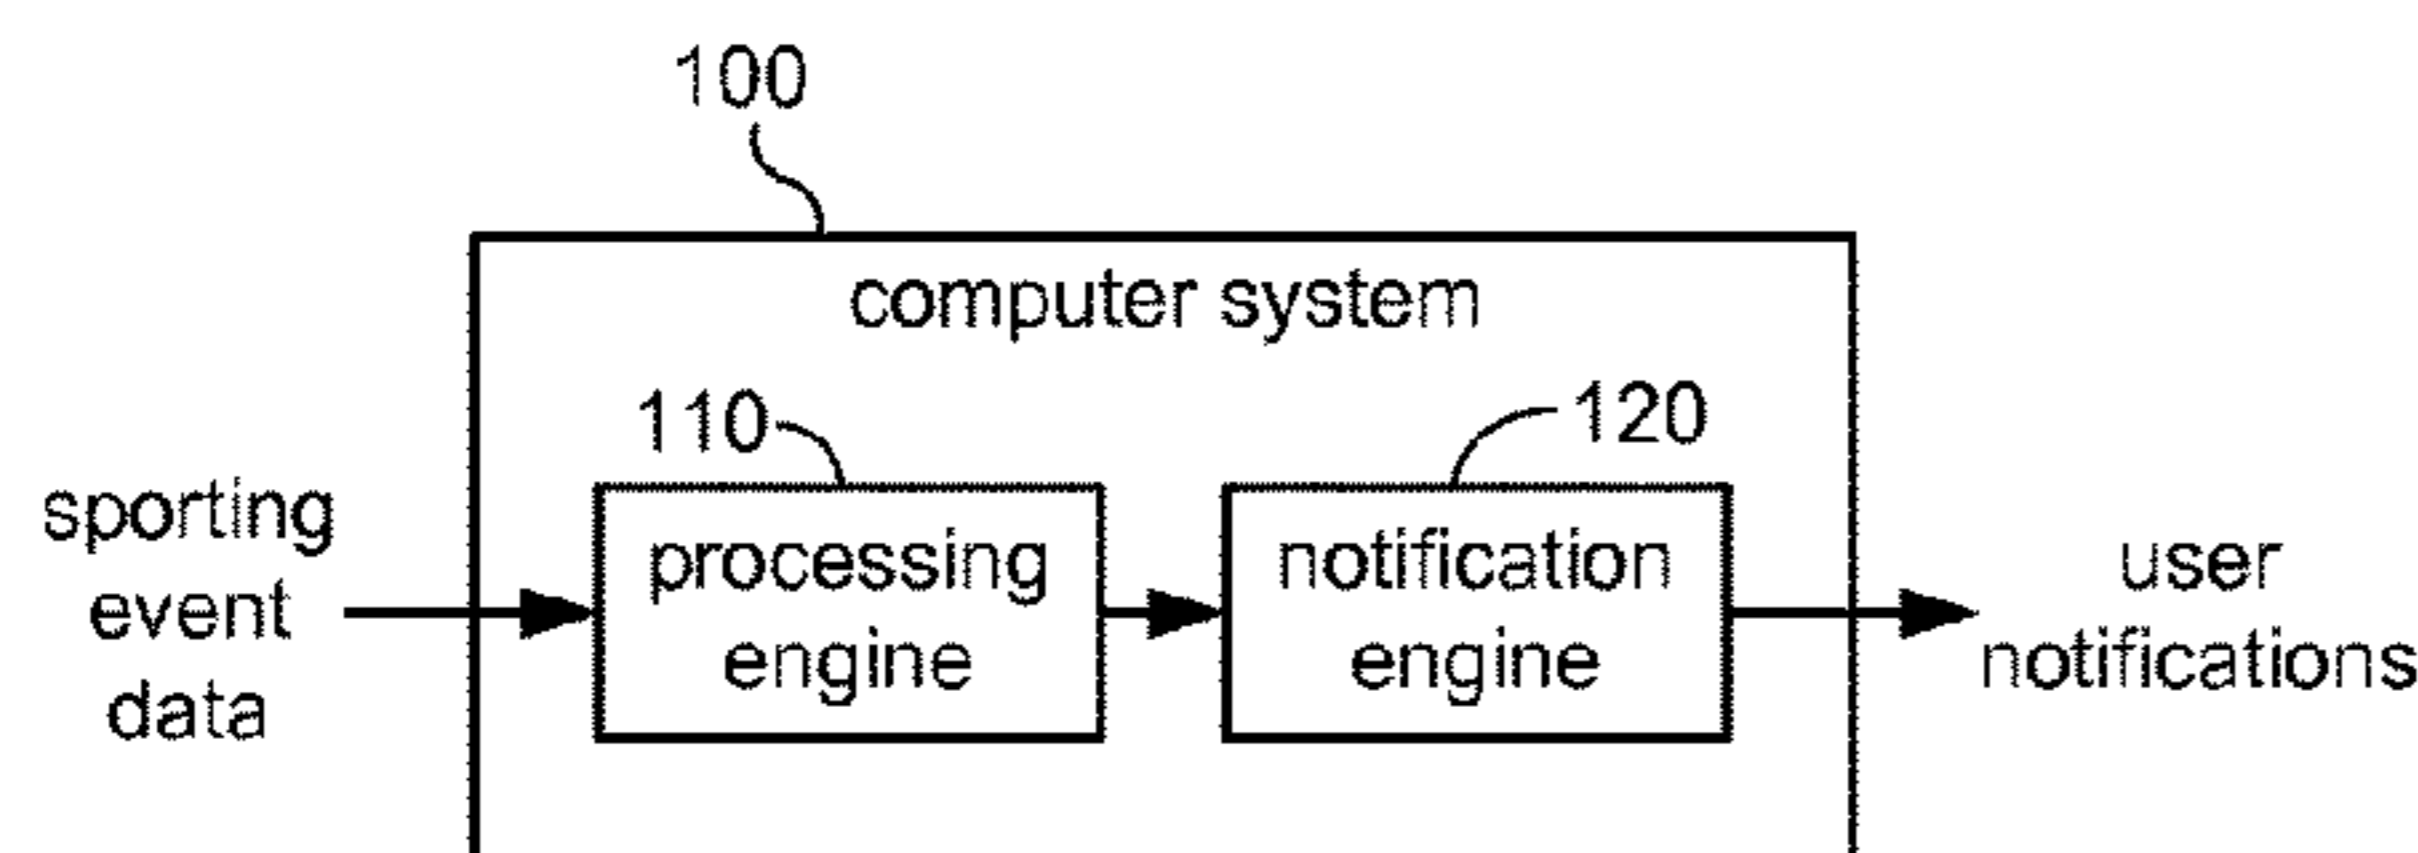 100
computer system
110
120
sporting
event
data
processing
engine
notification
engine
user
notifications